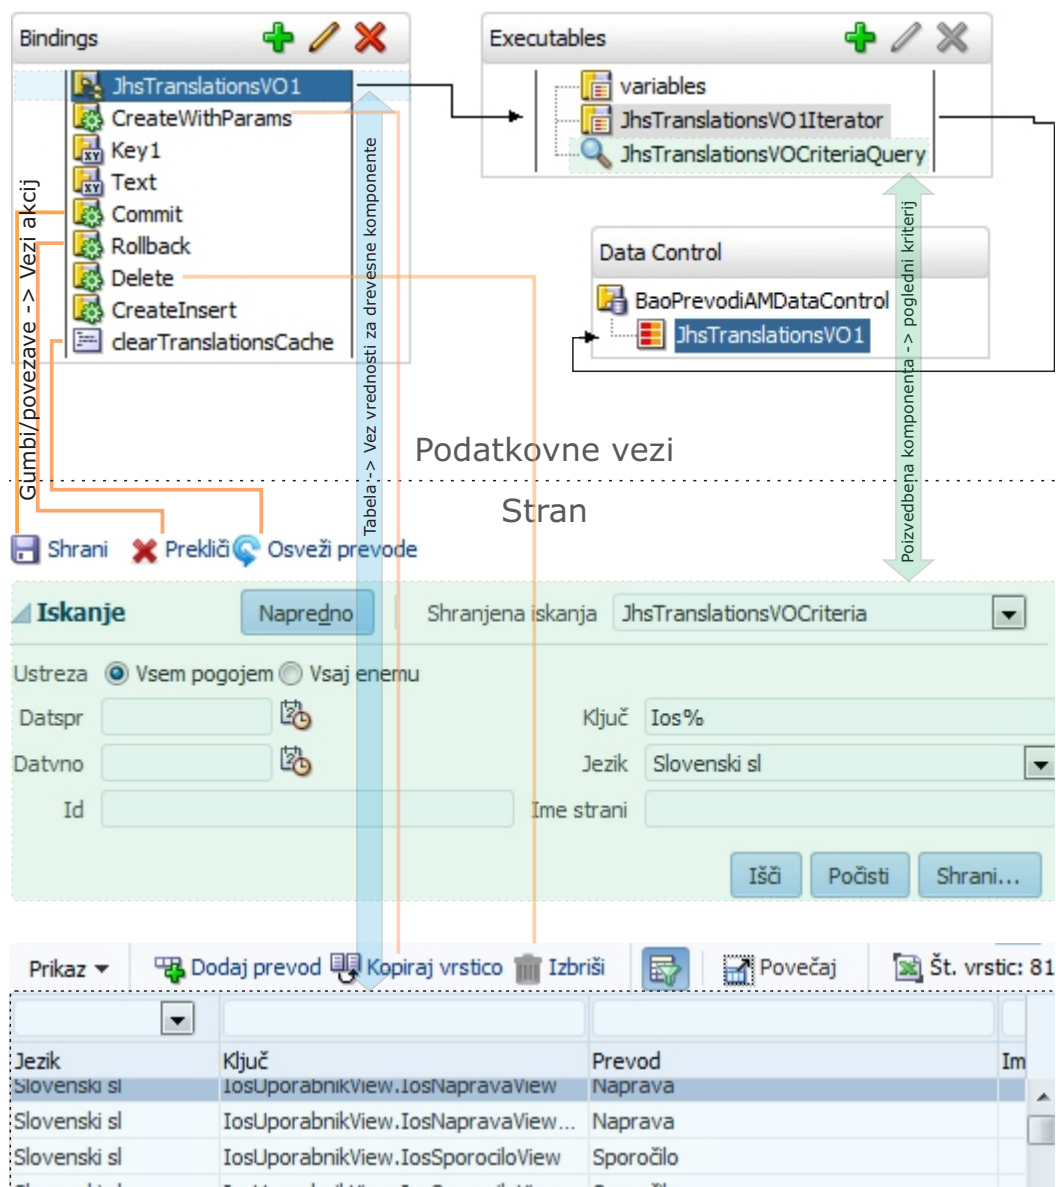 Bindings
JhsTranslationsVO1
CreateWithParams
Key1
Text
Commit
Rollback
Delete
CreateInsert
clearTranslationsCache
Executables
variables
JhsTranslationsVO1Iterator
JhsTranslationsVOCriteriaQuery
Data Control
BaoPrevodiAMDataControl
JhsTranslationsVO1
Gumbi/povezave -> Vezi akcij
Tabela -> Vez vrednosti za drevesne komponente
Poizvedbena komponenta -> pogledni kriterij
Podatkovne vezi
Stran
Shrani Prekliči Osveži prevode
Iskanje Napredno Shranjena iskanja JhsTranslationsVOCriteria
Ustreza Vsem pogojem Vsaj enemu
Datspr Ključ Ios%
Datvno Jezik Slovenski sl
Id Ime strani
Išči Počisti Shrani...
Prikaz Dodaj prevod Kopiraj vrstico Izbriši Povečaj Št. vrstic: 81
Jezik Ključ Prevod Im
Slovenski sl IosUporabnikView.IosNapravaView Naprava
Slovenski sl IosUporabnikView.IosNapravaView... Naprava
Slovenski sl IosUporabnikView.IosSporociloView Sporočilo